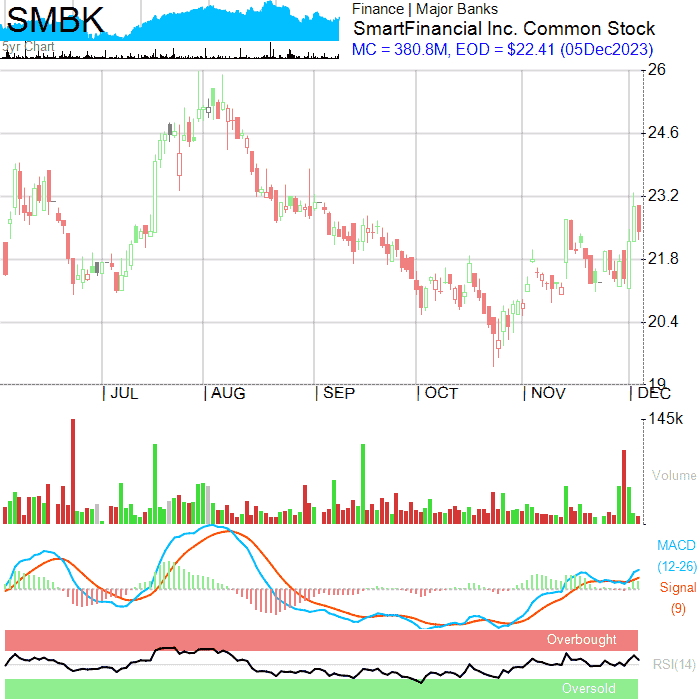 SMBK
5yr Chart
Finance | Major Banks
SmartFinancial Inc. Common Stock
MC = 380.8M, EOD = $22.41 (05Dec2023)
26
24.6
23.2
21.8
20.4
19
| JUL | AUG | SEP | OCT | NOV | DEC
145k
Volume
MACD
(12-26)
Signal
(9)
Overbought
RSI(14)
Oversold